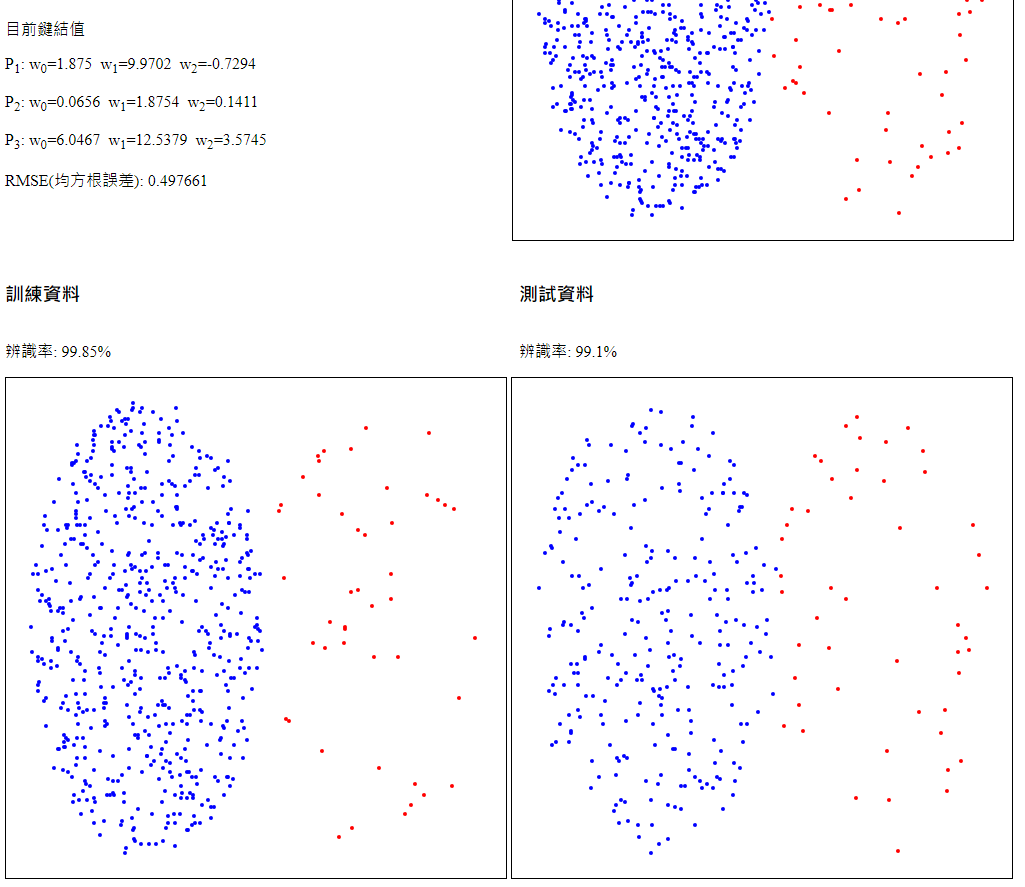 目前鍵結值
P1: w0=1.875 w1=9.9702 w2=-0.7294
P2: w0=0.0656 w1=1.8754 w2=0.1411
P3: w0=6.0467 w1=12.5379 w2=3.5745
RMSE(均方根誤差): 0.497661
訓練資料
測試資料
辨識率: 99.85%
辨識率: 99.1%